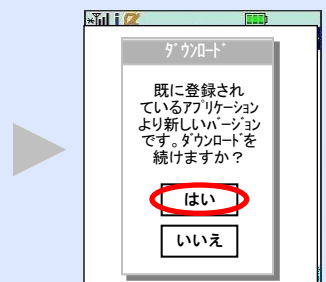 ﾀﾞｳﾝﾛｰﾄﾞ
既に登録され
ているｱﾌﾟﾘｹｰｼｮﾝ
より新しいﾊﾞｰｼﾞｮﾝ
です。ﾀﾞｳﾝﾛｰﾄﾞを
続けますか？
はい
いいえ